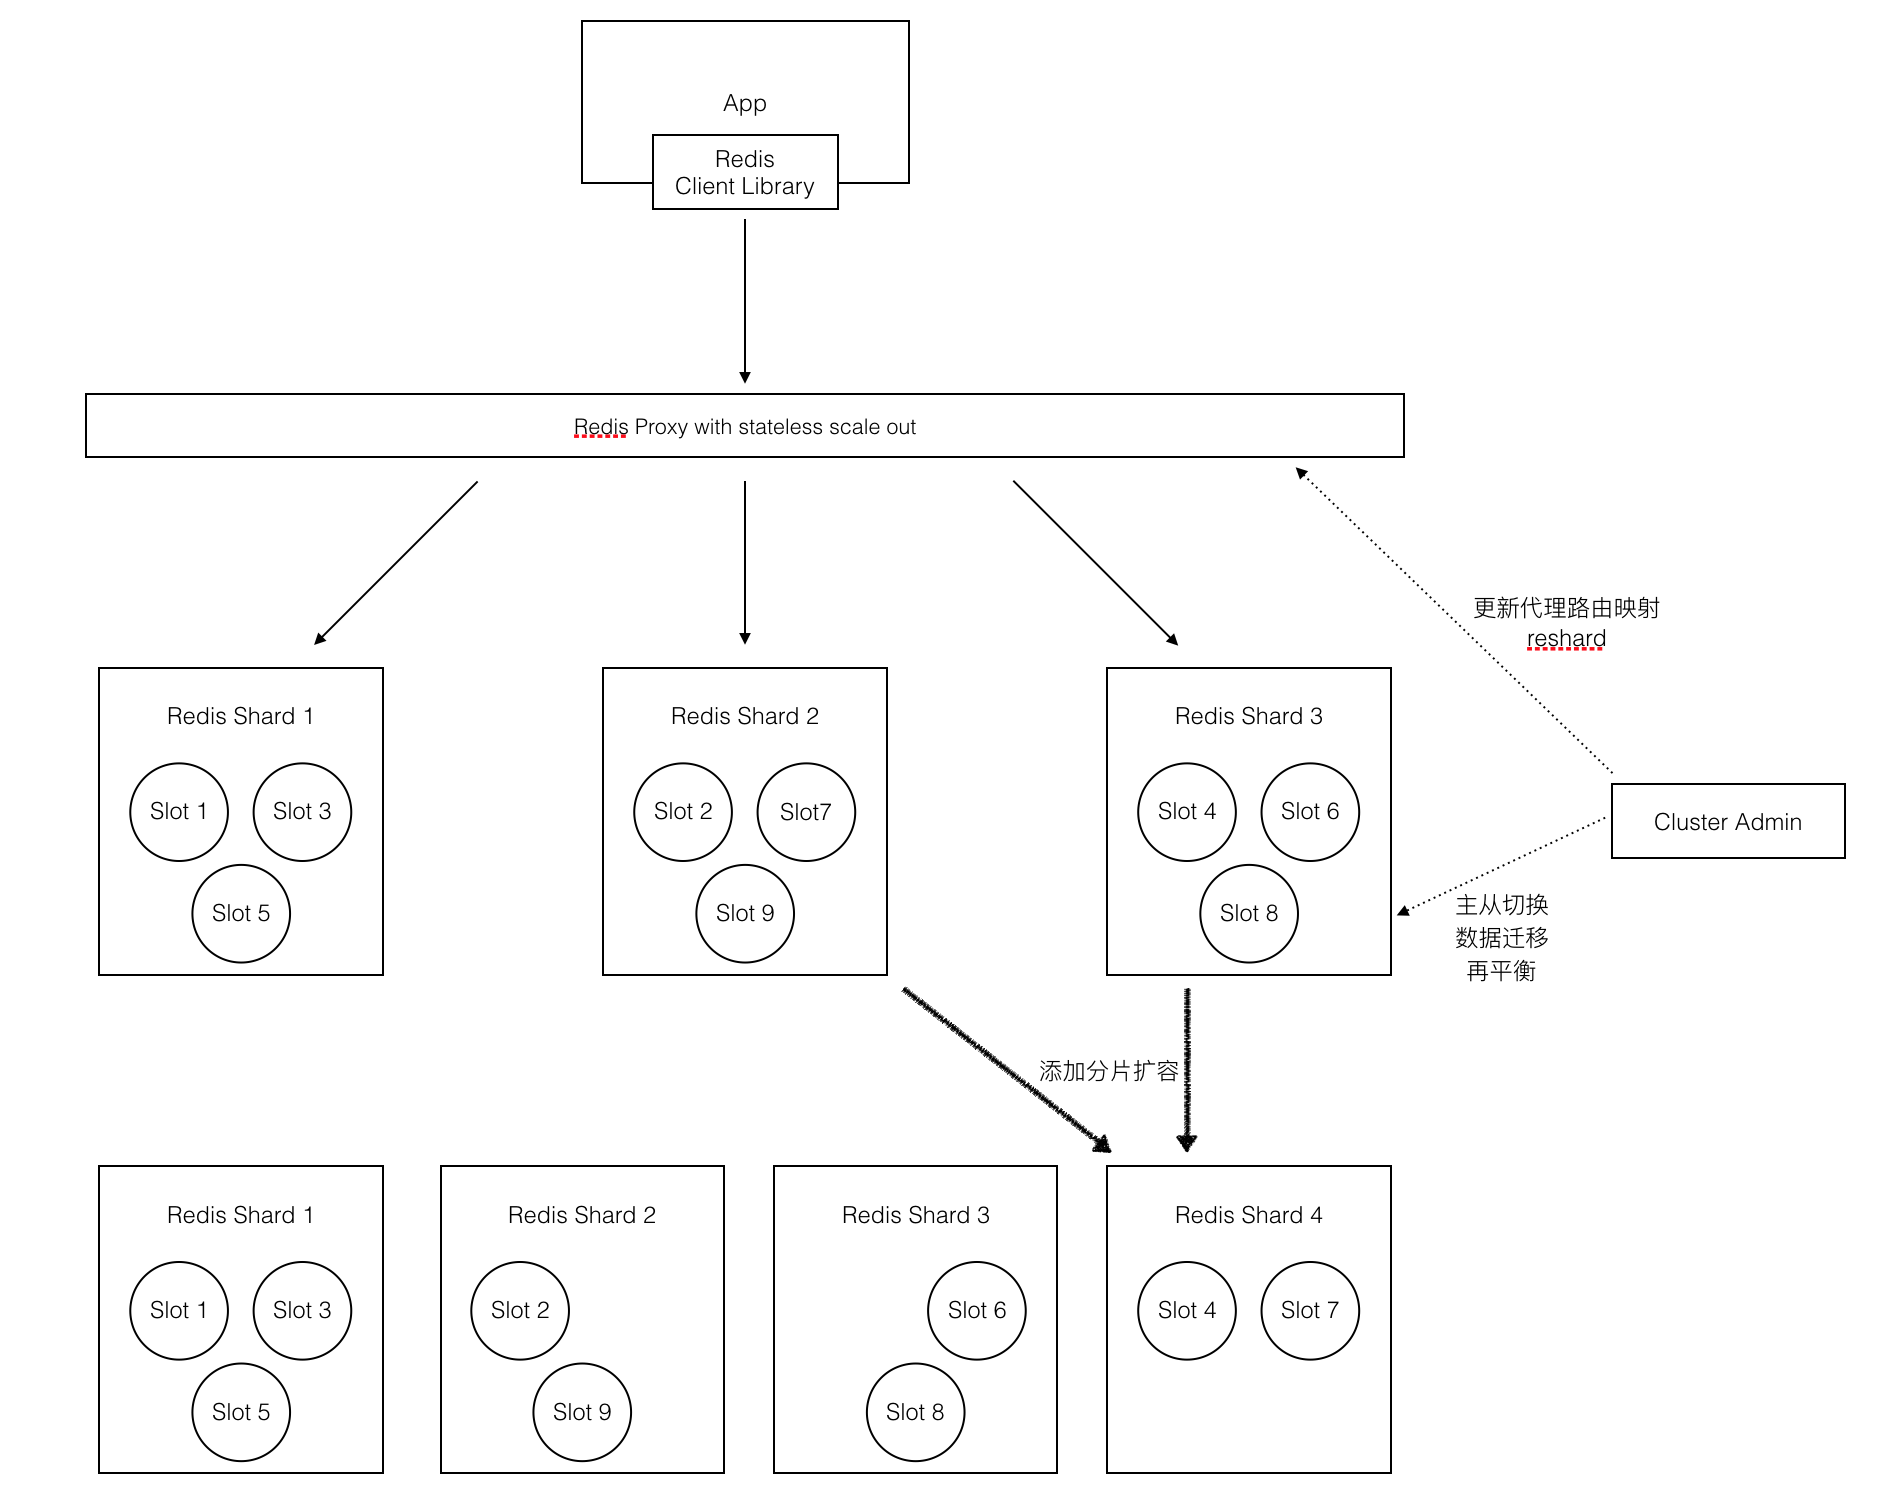 App
Redis
Client Library
Redis Proxy with stateless scale out
更新代理路由映射
reshard
Redis Shard 1
Slot 1
Slot 3
Slot 5
Redis Shard 2
Slot 2
Slot7
Slot 9
Redis Shard 3
Slot 4
Slot 6
Slot 8
Cluster Admin
主从切换
数据迁移
再平衡
添加分片扩容
Redis Shard 1
Slot 1
Slot 3
Slot 5
Redis Shard 2
Slot 2
Slot 9
Redis Shard 3
Slot 6
Slot 8
Redis Shard 4
Slot 4
Slot 7